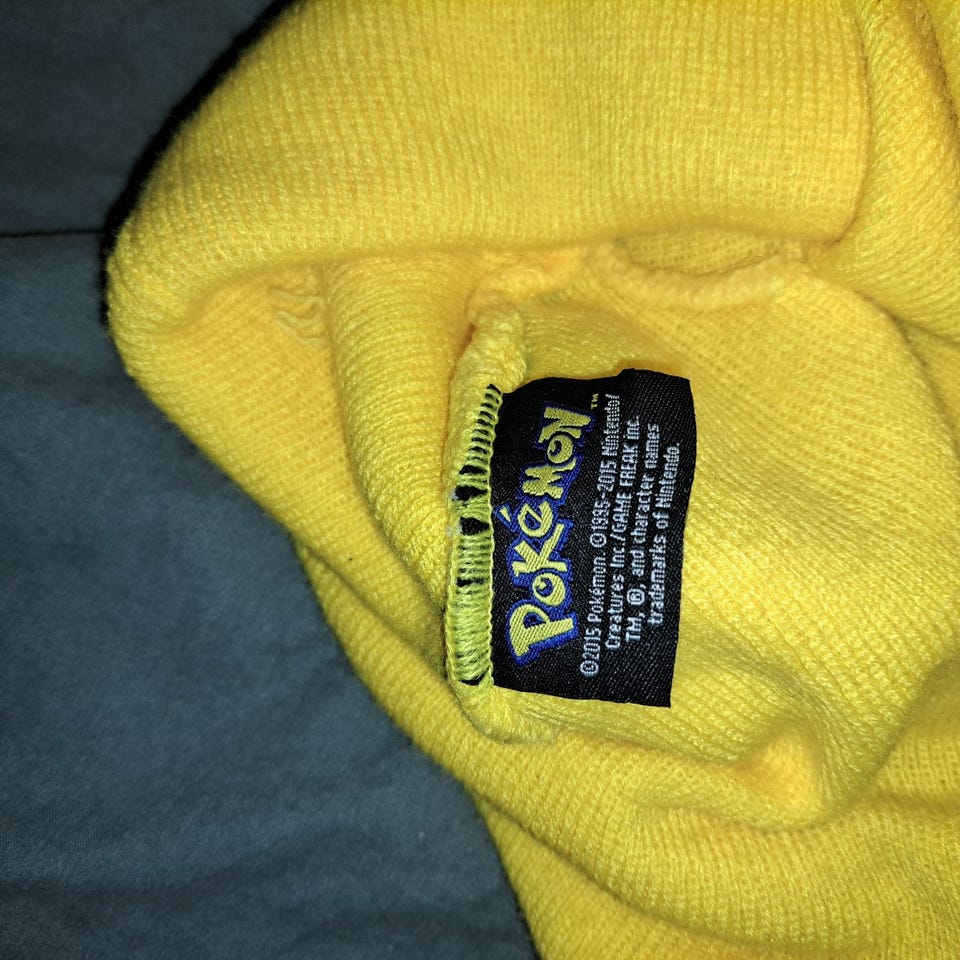 Pokémon™
©2015 Pokémon. ©1995-2015 Nintendo/
Creatures Inc./GAME FREAK inc.
TM, ®, and character names
trademarks of Nintendo.